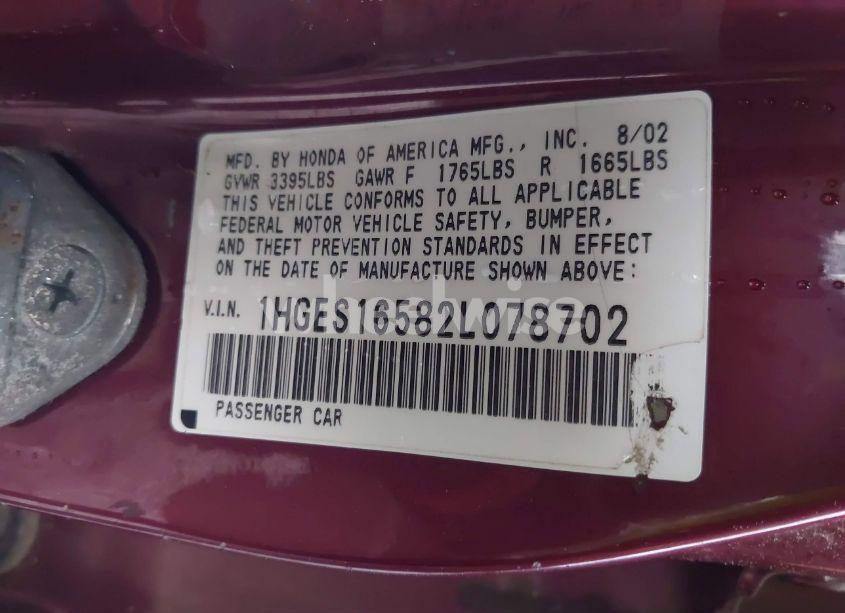 MFD. BY HONDA OF AMERICA MFG., INC. 8/02
GVWR 3395LBS GAWR F 1765LBS R 1665LBS
THIS VEHICLE CONFORMS TO ALL APPLICABLE
FEDERAL MOTOR VEHICLE SAFETY, BUMPER,
AND THEFT PREVENTION STANDARDS IN EFFECT
ON THE DATE OF MANUFACTURE SHOWN ABOVE:
V.I.N. 1HGES16582L078702
PASSENGER CAR